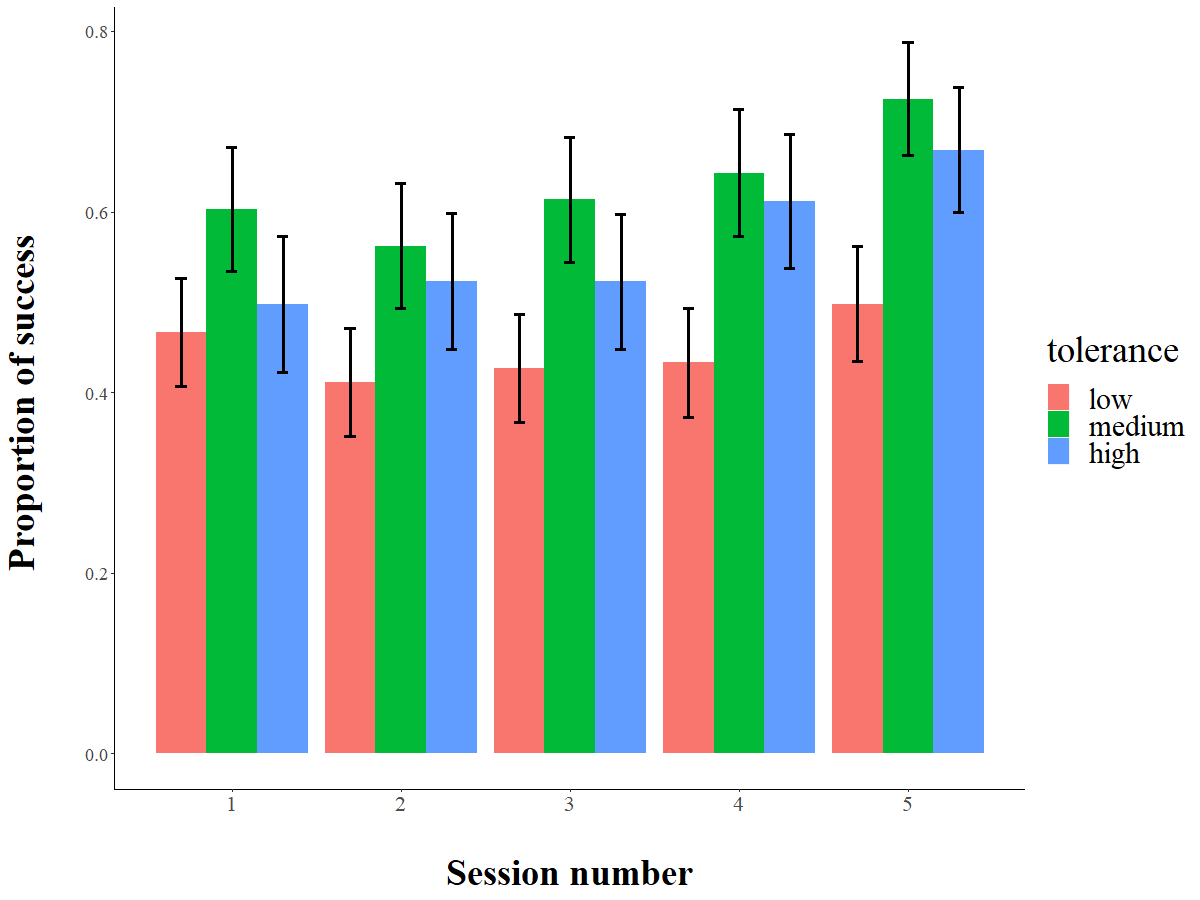 0.8
0.6
0.4
0.2
0.0
Proportion of success
1 2 3 4 5
Session number
tolerance
low
medium
high